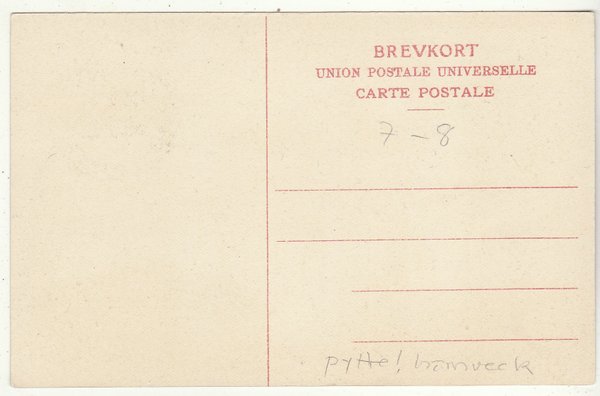 BREVKORT
UNION POSTALE UNIVERSELLE
CARTE POSTALE
7-8